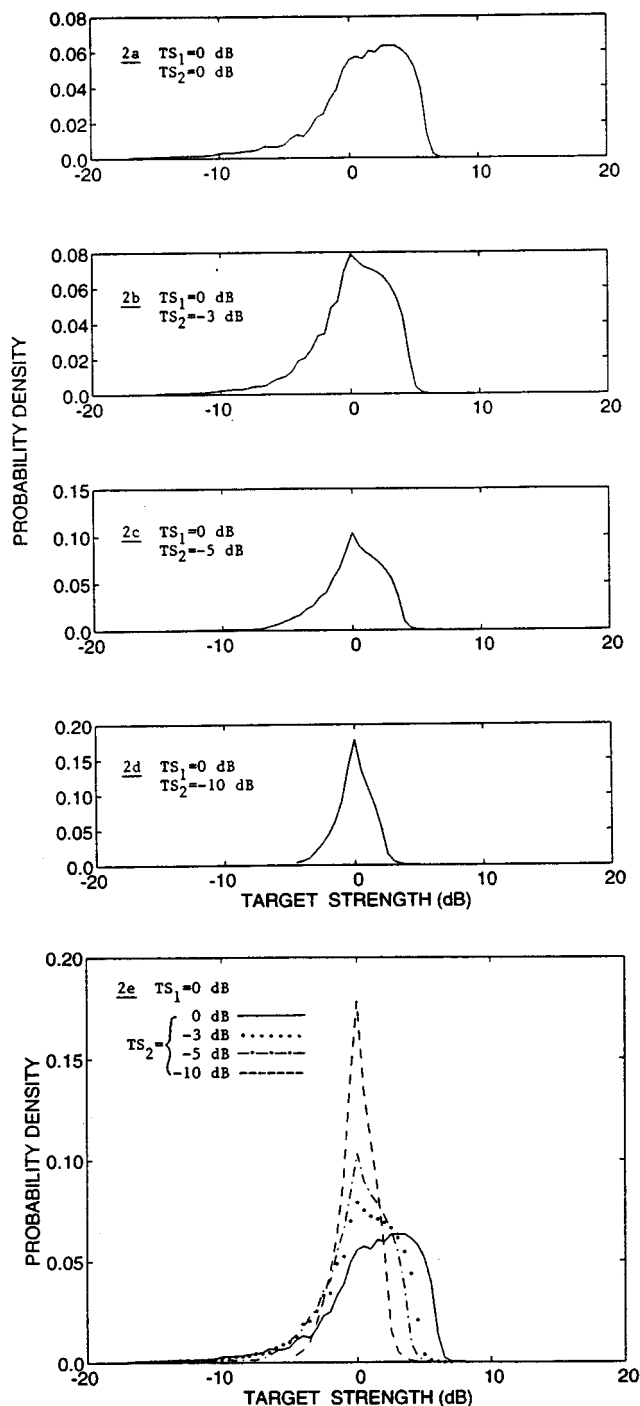 PROBABILITY DENSITY
0.08
0.06
0.04
0.02
0.0
2a TS1=0 dB
TS2=0 dB
-20
-10
0
10
20
0.08
0.06
0.04
0.02
0.0
2b TS1=0 dB
TS2=-3 dB
-20
-10
0
10
20
0.15
0.10
0.05
0.0
2c TS1=0 dB
TS2=-5 dB
-20
-10
0
10
20
0.20
0.15
0.10
0.05
0.00
2d TS1=0 dB
TS2=-10 dB
-20
-10
0
10
20
TARGET STRENGTH (dB)
PROBABILITY DENSITY
0.20
0.15
0.10
0.05
0.00
2e TS1=0 dB
TS2=
0 dB
-3 dB
-5 dB
-10 dB
-20
-10
0
10
20
TARGET STRENGTH (dB)